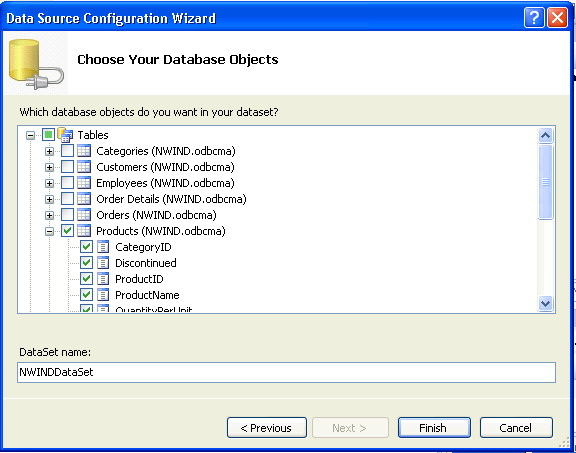 Data Source Configuration Wizard
Choose Your Database Objects
Which database objects do you want in your dataset?
Tables
Categories (NWIND.odbcma)
Customers (NWIND.odbcma)
Employees (NWIND.odbcma)
Order Details (NWIND.odbcma)
Orders (NWIND.odbcma)
Products (NWIND.odbcma)
CategoryID
Discontinued
ProductID
ProductName
QuantityPerUnit
DataSet name:
NWINDDataSet
< Previous Next > Finish Cancel